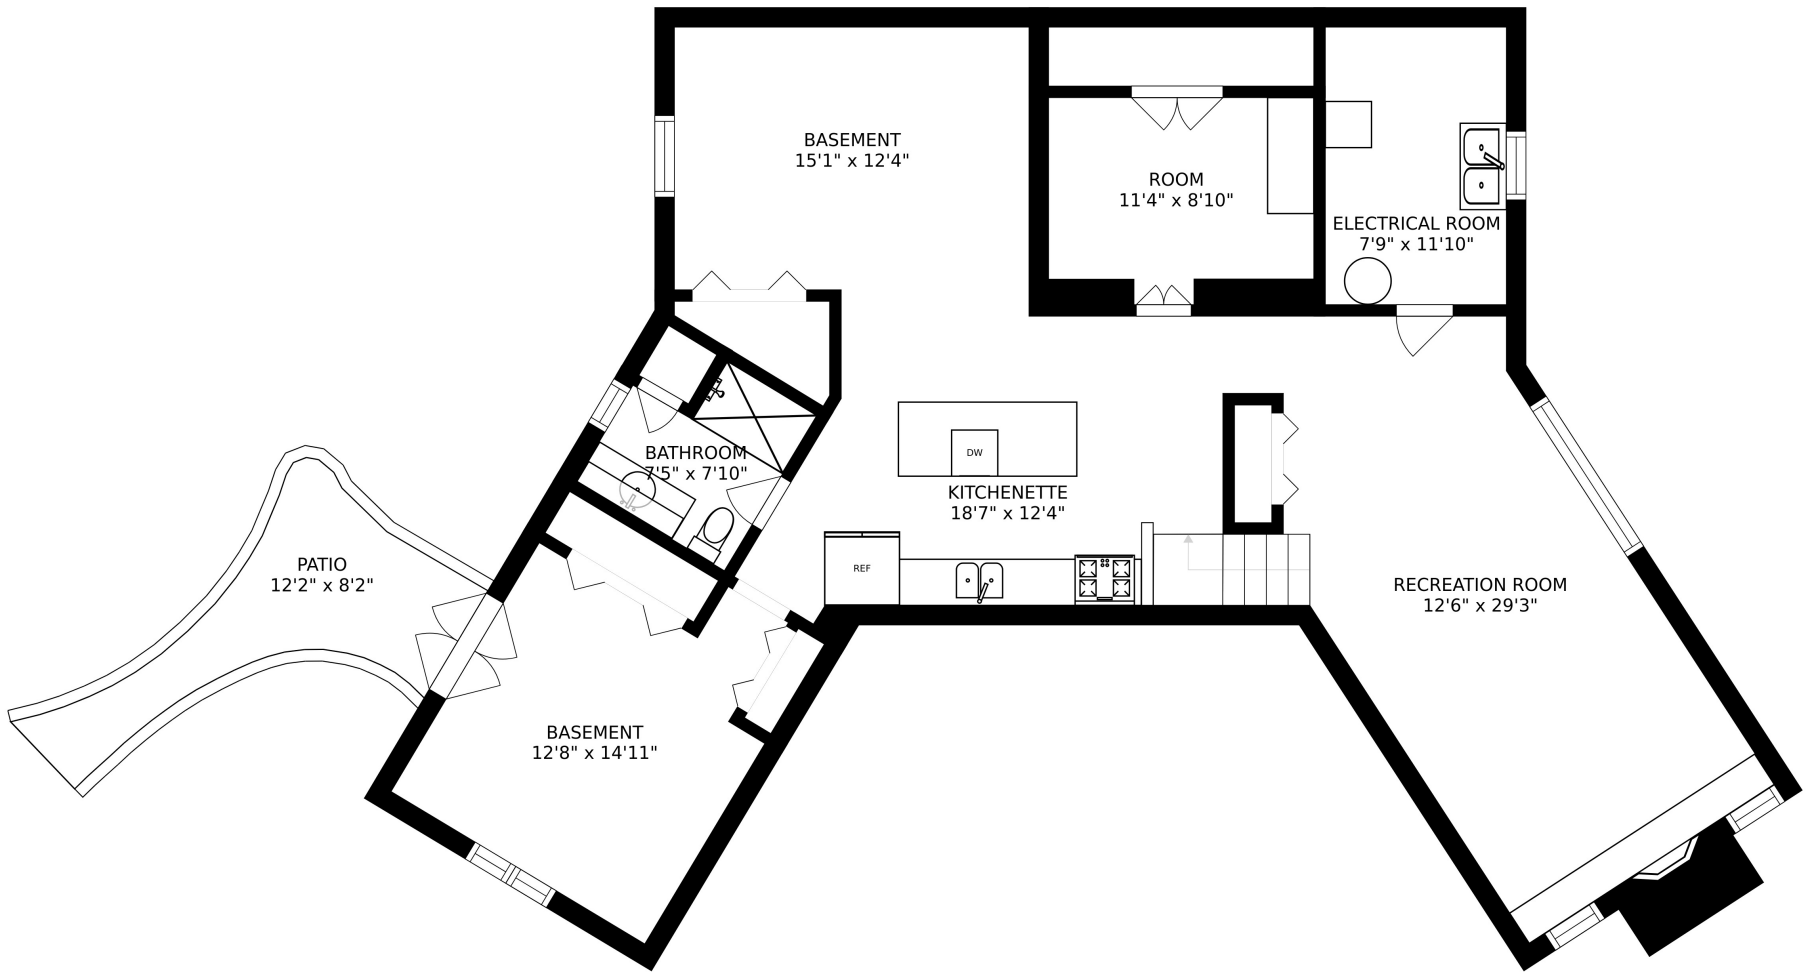 BASEMENT
15'1" x 12'4"
ROOM
11'4" x 8'10"
ELECTRICAL ROOM
7'9" x 11'10"
BATHROOM
7'5" x 7'10"
DW
KITCHENETTE
18'7" x 12'4"
REF
PATIO
12'2" x 8'2"
RECREATION ROOM
12'6" x 29'3"
BASEMENT
12'8" x 14'11"